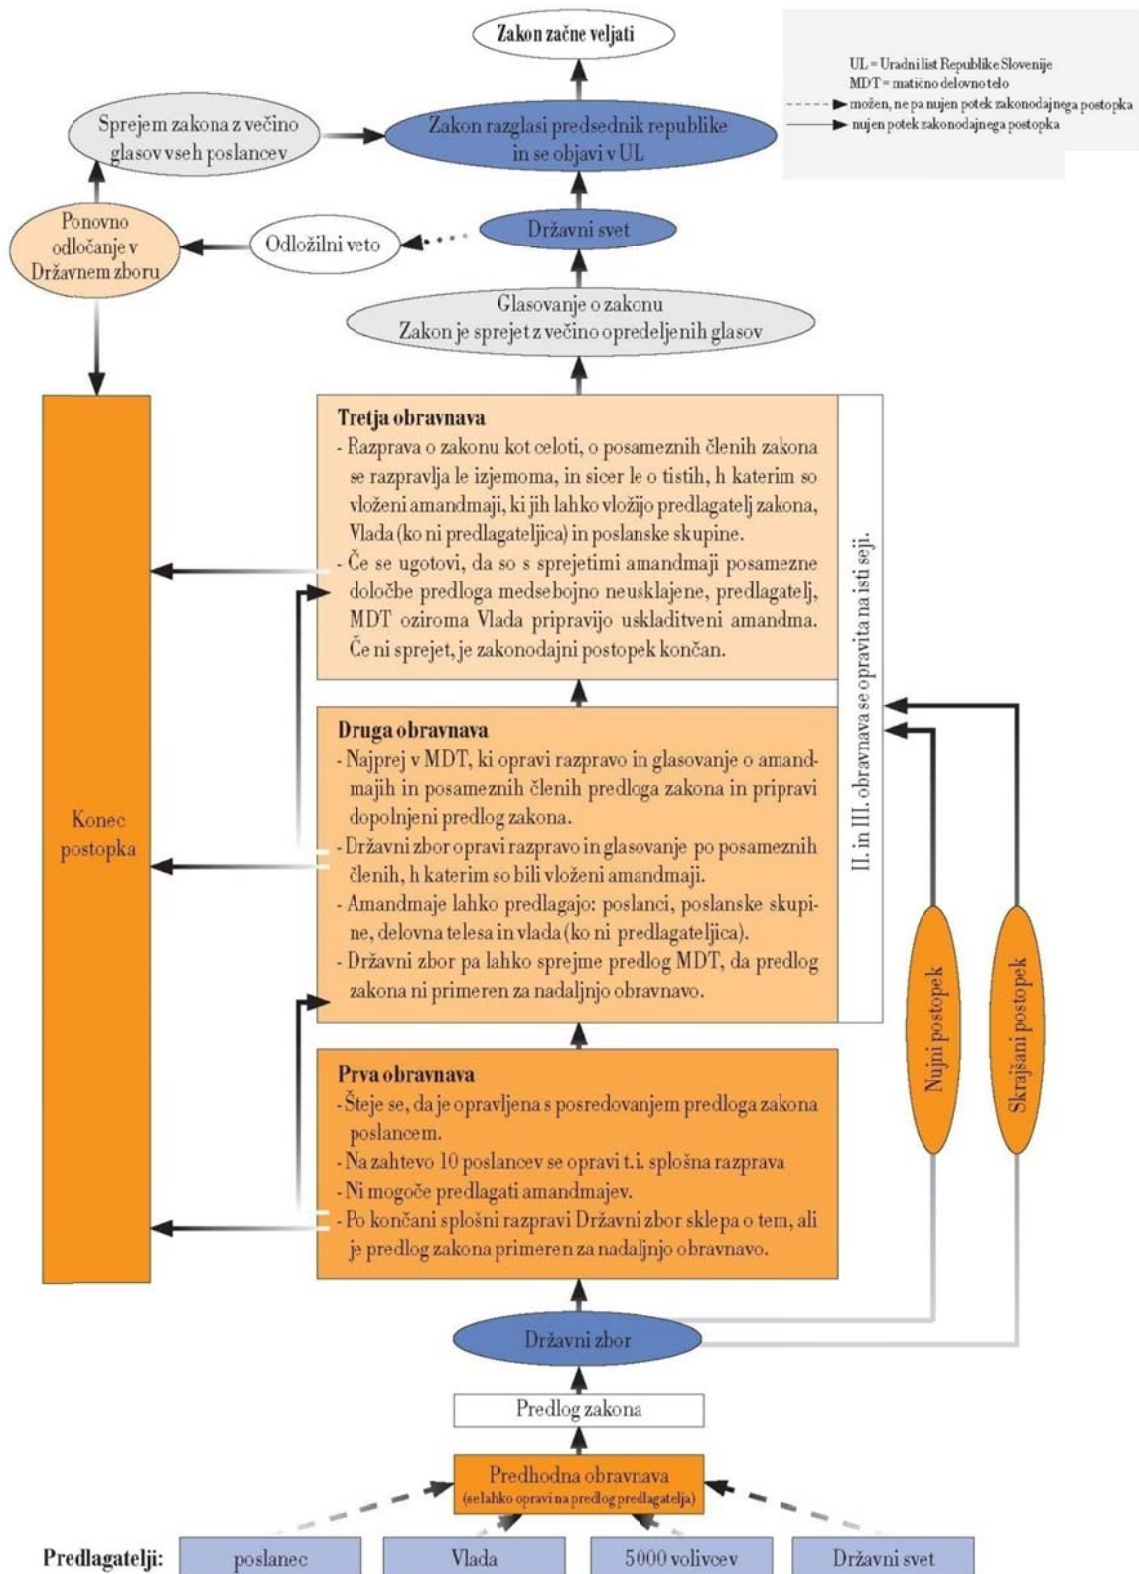 Zakon začne veljati
UL = Uradni list Republike Slovenije
MDT = matično delovno telo
možen, ne pa nujen potek zakonodajnega postopka
nujen potek zakonodajnega postopka
Sprejem zakona z večino
glasov vseh poslancev
Zakon razglasi predsednik republike
in se objavi v UL
Ponovno
odločanje v
Državnem zboru
Odložilni veto
Državni svet
Glasovanje o zakonu
Zakon je sprejet z večino opredeljenih glasov
Konec
postopka
Tretja obravnava
- Razprava o zakonu kot celoti, o posameznih členih zakona
se razpravlja le izjemoma, in sicer le o tistih, h katerim so
vloženi amandmaji, ki jih lahko vložijo predlagatelj zakona,
Vlada (ko ni predlagateljica) in poslanske skupine.
- Če se ugotovi, da so s sprejetimi amandmaji posamezne
določbe predloga medsebojno neusklajene, predlagatelj,
MDT oziroma Vlada pripravijo uskladitveni amandma.
Če ni sprejet, je zakonodajni postopek končan.
Druga obravnava
- Najprej v MDT, ki opravi razpravo in glasovanje o amand-
majih in posameznih členih predloga zakona in pripravi
dopolnjeni predlog zakona.
- Državni zbor opravi razpravo in glasovanje po posameznih
členih, h katerim so bili vloženi amandmaji.
- Amandmaje lahko predlagajo: poslanci, poslanske skupi-
ne, delovna telesa in vlada (ko ni predlagateljica).
- Državni zbor pa lahko sprejme predlog MDT, da predlog
zakona ni primeren za nadaljnjo obravnavo.
II. in III. obravnava se opravita na isti seji.
Nujni postopek
Skrajšani postopek
Prva obravnava
- Šteje se, da je opravljena s posredovanjem predloga zakona
poslancem.
- Na zahtevo 10 poslancev se opravi t.i. splošna razprava
- Ni mogoče predlagati amandmajev.
- Po končani splošni razpravi Državni zbor sklepa o tem, ali
je predlog zakona primeren za nadaljnjo obravnavo.
Državni zbor
Predlog zakona
Predhodna obravnava
(se lahko opravi na predlog predlagatelja)
Predlagatelji:
poslanec
Vlada
5000 volivcev
Državni svet